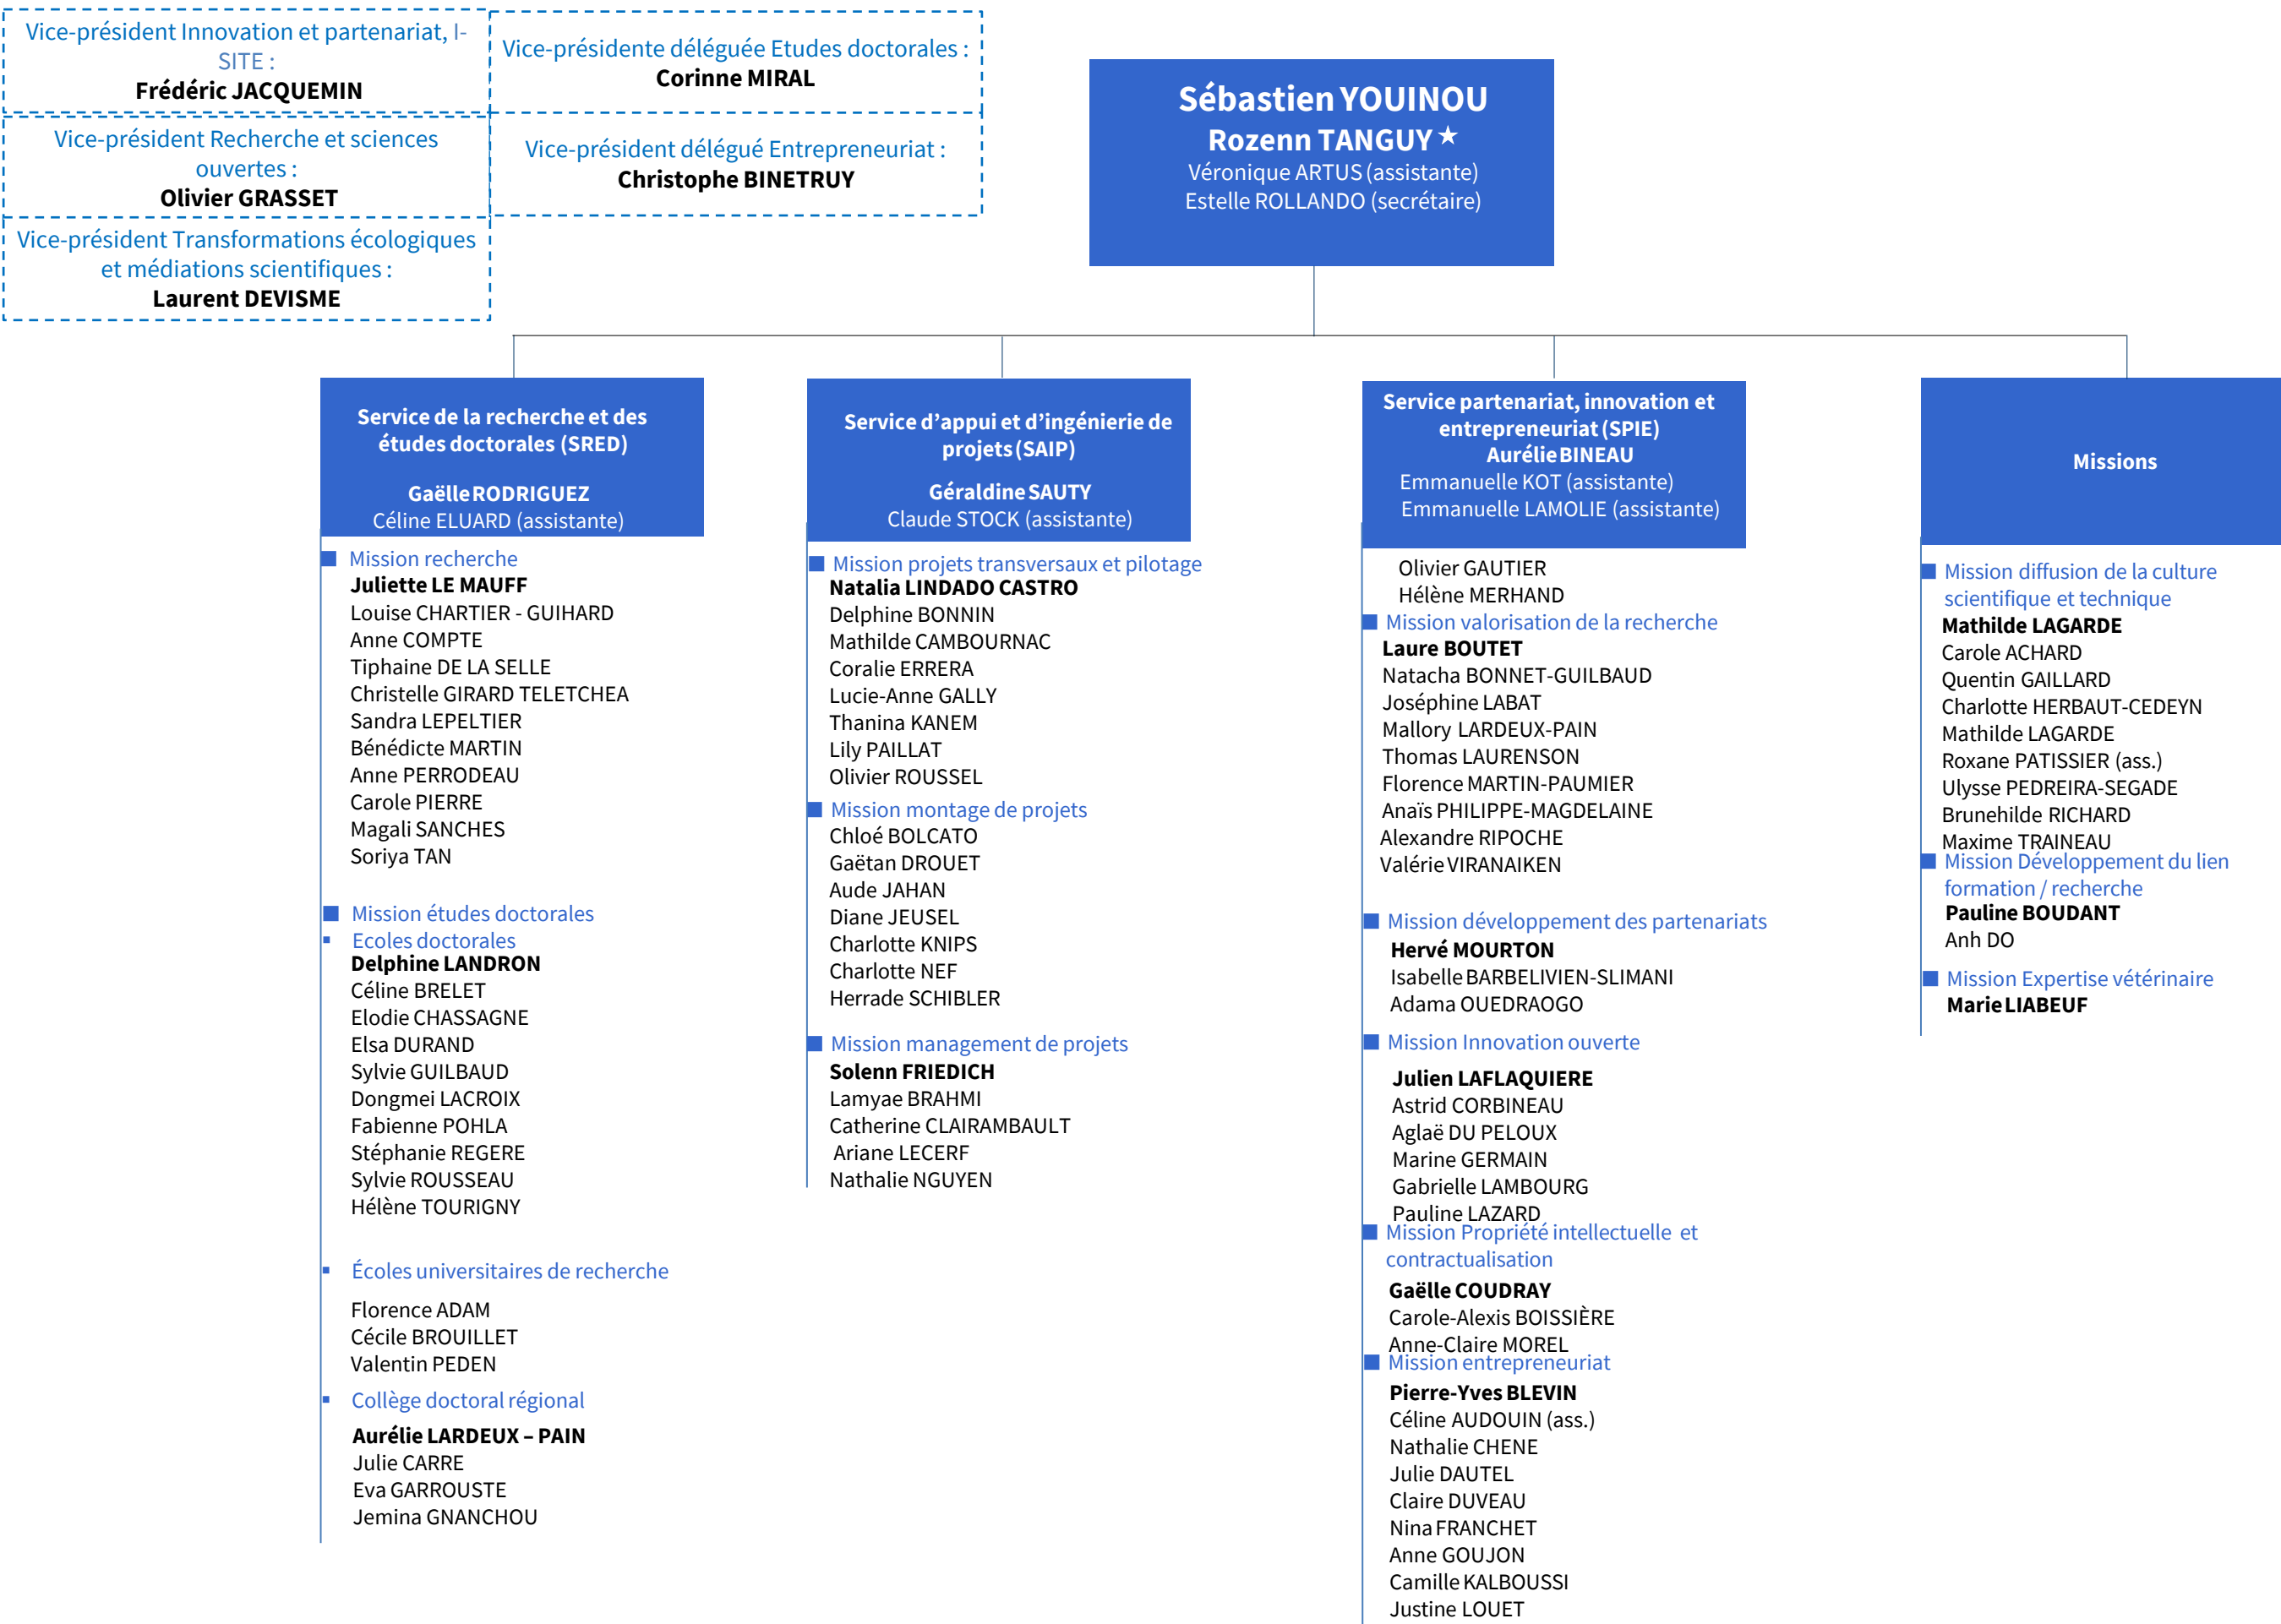 Vice-président Innovation et partenariat, I-
SITE :
Frédéric JACQUEMIN
Vice-présidente déléguée Etudes doctorales :
Corinne MIRAL
Vice-président Recherche et sciences
ouvertes :
Olivier GRASSET
Vice-président délégué Entrepreneuriat :
Christophe BINETRUY
Vice-président Transformations écologiques
et médiations scientifiques :
Laurent DEVISME
Sébastien YOUINOU
Rozenn TANGUY ★
Véronique ARTUS (assistante)
Estelle ROLLANDO (secrétaire)
Service de la recherche et des
études doctorales (SRED)
Gaëlle RODRIGUEZ
Céline ELUARD (assistante)
Mission recherche
Juliette LE MAUFF
Louise CHARTIER - GUIHARD
Anne COMPTE
Tiphaine DE LA SELLE
Christelle GIRARD TELETCHEA
Sandra LEPELTIER
Bénédicte MARTIN
Anne PERRODEAU
Carole PIERRE
Magali SANCHES
Soriya TAN
Mission études doctorales
Ecoles doctorales
Delphine LANDRON
Céline BRELET
Elodie CHASSAGNE
Elsa DURAND
Sylvie GUILBAUD
Dongmei LACROIX
Fabienne POHLA
Stéphanie REGERE
Sylvie ROUSSEAU
Hélène TOURIGNY
Écoles universitaires de recherche
Florence ADAM
Cécile BROUILLET
Valentin PEDEN
Collège doctoral régional
Aurélie LARDEUX – PAIN
Julie CARRE
Eva GARROUSTE
Jemina GNANCHOU
Service d’appui et d’ingénierie de
projets (SAIP)
Géraldine SAUTY
Claude STOCK (assistante)
Mission projets transversaux et pilotage
Natalia LINDADO CASTRO
Delphine BONNIN
Mathilde CAMBOURNAC
Coralie ERRERA
Lucie-Anne GALLY
Thanina KANEM
Lily PAILLAT
Olivier ROUSSEL
Mission montage de projets
Chloé BOLCATO
Gaëtan DROUET
Aude JAHAN
Diane JEUSEL
Charlotte KNIPS
Charlotte NEF
Herrade SCHIBLER
Mission management de projets
Solenn FRIEDICH
Lamyae BRAHMI
Catherine CLAIRAMBAULT
Ariane LECERF
Nathalie NGUYEN
Service partenariat, innovation et
entrepreneuriat (SPIE)
Aurélie BINEAU
Emmanuelle KOT (assistante)
Emmanuelle LAMOLIE (assistante)
Olivier GAUTIER
Hélène MERHAND
Mission valorisation de la recherche
Laure BOUTET
Natacha BONNET-GUILBAUD
Joséphine LABAT
Mallory LARDEUX-PAIN
Thomas LAURENSON
Florence MARTIN-PAUMIER
Anaïs PHILIPPE-MAGDELAINE
Alexandre RIPOCHE
Valérie VIRANAIKEN
Mission développement des partenariats
Hervé MOURTON
Isabelle BARBELIVIEN-SLIMANI
Adama OUEDRAOGO
Mission Innovation ouverte
Julien LAFLAQUIERE
Astrid CORBINEAU
Aglaë DU PELOUX
Marine GERMAIN
Gabrielle LAMBOURG
Pauline LAZARD
Mission Propriété intellectuelle et
contractualisation
Gaëlle COUDRAY
Carole-Alexis BOISSIÈRE
Anne-Claire MOREL
Mission entrepreneuriat
Pierre-Yves BLEVIN
Céline AUDOUIN (ass.)
Nathalie CHENE
Julie DAUTEL
Claire DUVEAU
Nina FRANCHET
Anne GOUJON
Camille KALBOUSSI
Justine LOUET
Missions
Mission diffusion de la culture
scientifique et technique
Mathilde LAGARDE
Carole ACHARD
Quentin GAILLARD
Charlotte HERBAUT-CEDEYN
Mathilde LAGARDE
Roxane PATISSIER (ass.)
Ulysse PEDREIRA-SEGADE
Brunehilde RICHARD
Maxime TRAINEAU
Mission Développement du lien
formation / recherche
Pauline BOUDANT
Anh DO
Mission Expertise vétérinaire
Marie LIABEUF